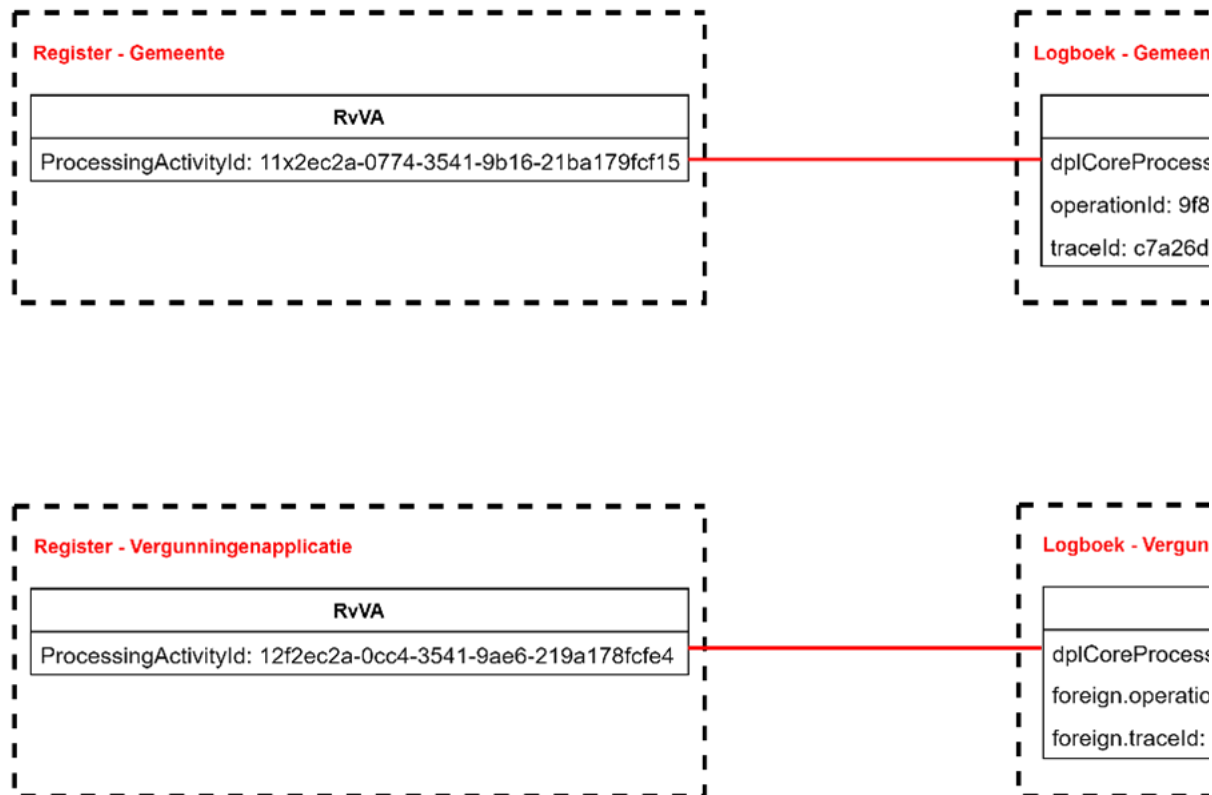 Register - Gemeente
RvVA
ProcessingActivityId: 11x2ec2a-0774-3541-9b16-21ba179fcf15
Logboek - Gemeen
dplCoreProcess
operationId: 9f8
traceId: c7a26d
Register - Vergunningenapplicatie
RvVA
ProcessingActivityId: 12f2ec2a-0cc4-3541-9ae6-219a178fcfe4
Logboek - Vergun
dplCoreProcess
foreign.operatio
foreign.traceId: